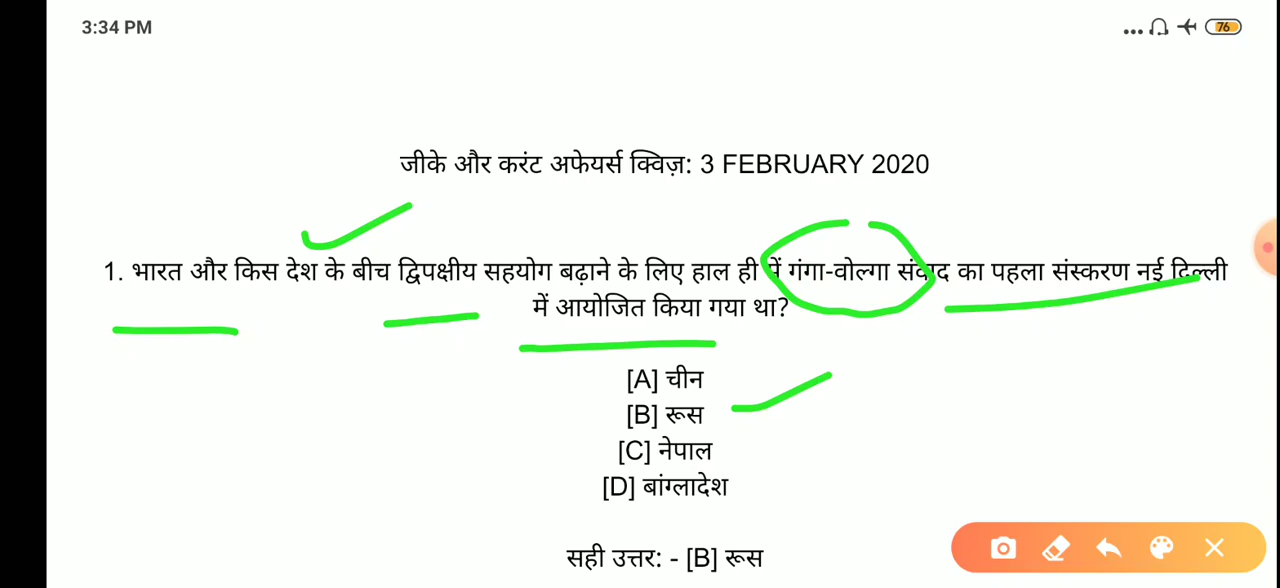 3:34 PM
76
जीके और करंट अफेयर्स क्विज़: 3 FEBRUARY 2020
1. भारत और किस देश के बीच द्विपक्षीय सहयोग बढ़ाने के लिए हाल ही में गंगा-वोल्गा संवाद का पहला संस्करण नई दिल्ली
में आयोजित किया गया था?
[A] चीन
[B] रूस
[C] नेपाल
[D] बांग्लादेश
सही उत्तर: - [B] रूस